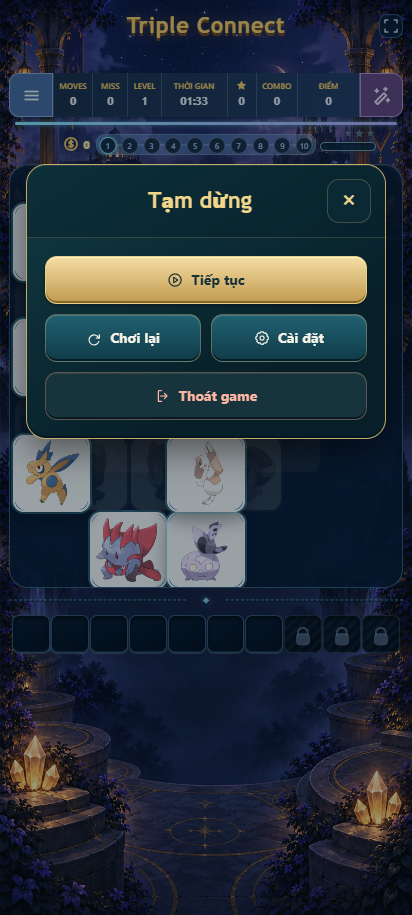 Triple Connect
MOVES MISS LEVEL THỜI GIAN ★ COMBO ĐIỂM
0 0 1 01:33 0 0 0
$ 0 1 2 3 4 5 6 7 8 9 10 ★★★
Tạm dừng ✕
Tiếp tục
Chơi lại Cài đặt
Thoát game